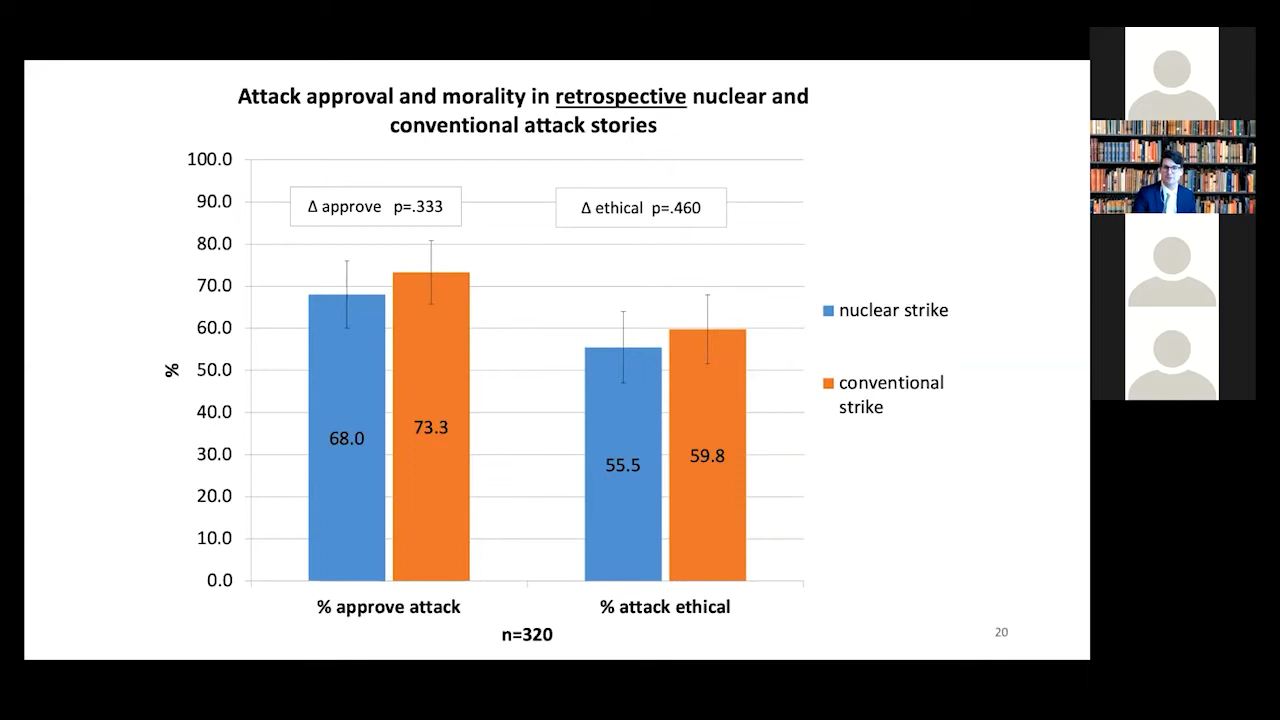 Attack approval and morality in retrospective nuclear and
conventional attack stories
100.0
90.0
80.0
70.0
60.0
50.0
40.0
30.0
20.0
10.0
0.0
%
Δ approve p=.333
Δ ethical p=.460
68.0
73.3
55.5
59.8
nuclear strike
conventional
strike
% approve attack
% attack ethical
n=320
20